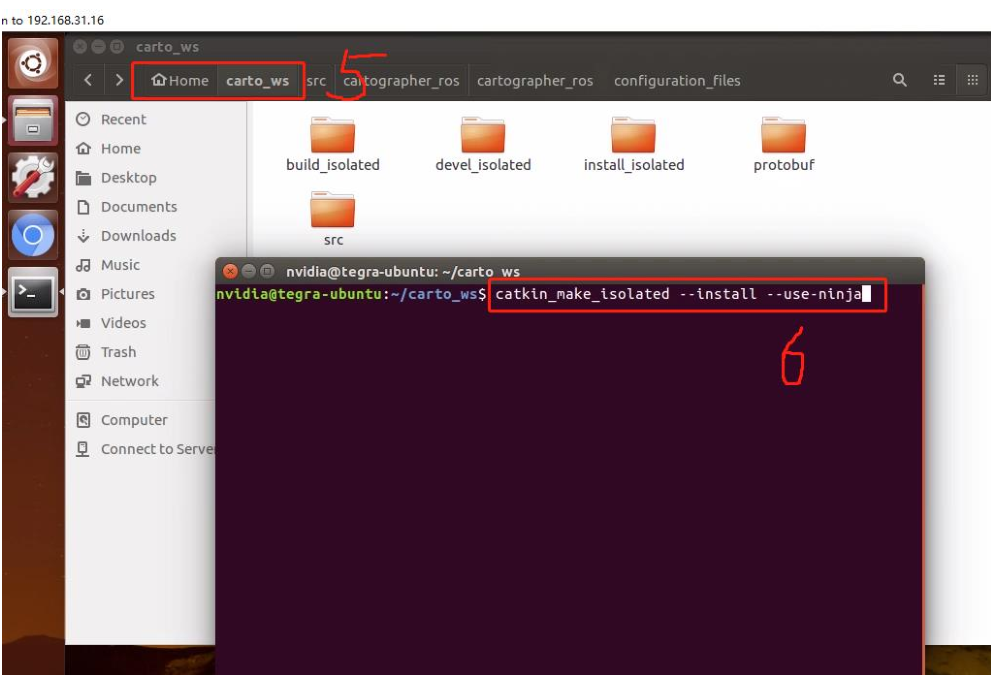 n to 192.168.31.16
carto_ws
Home carto_ws src cartographer_ros cartographer_ros configuration_files
5
Recent
Home
Desktop
Documents
Downloads
Music
Pictures
Videos
Trash
Network
Computer
Connect to Serve
build_isolated devel_isolated install_isolated protobuf
src
nvidia@tegra-ubuntu: ~/carto_ws
nvidia@tegra-ubuntu:~/carto_ws$ catkin_make_isolated --install --use-ninja
6